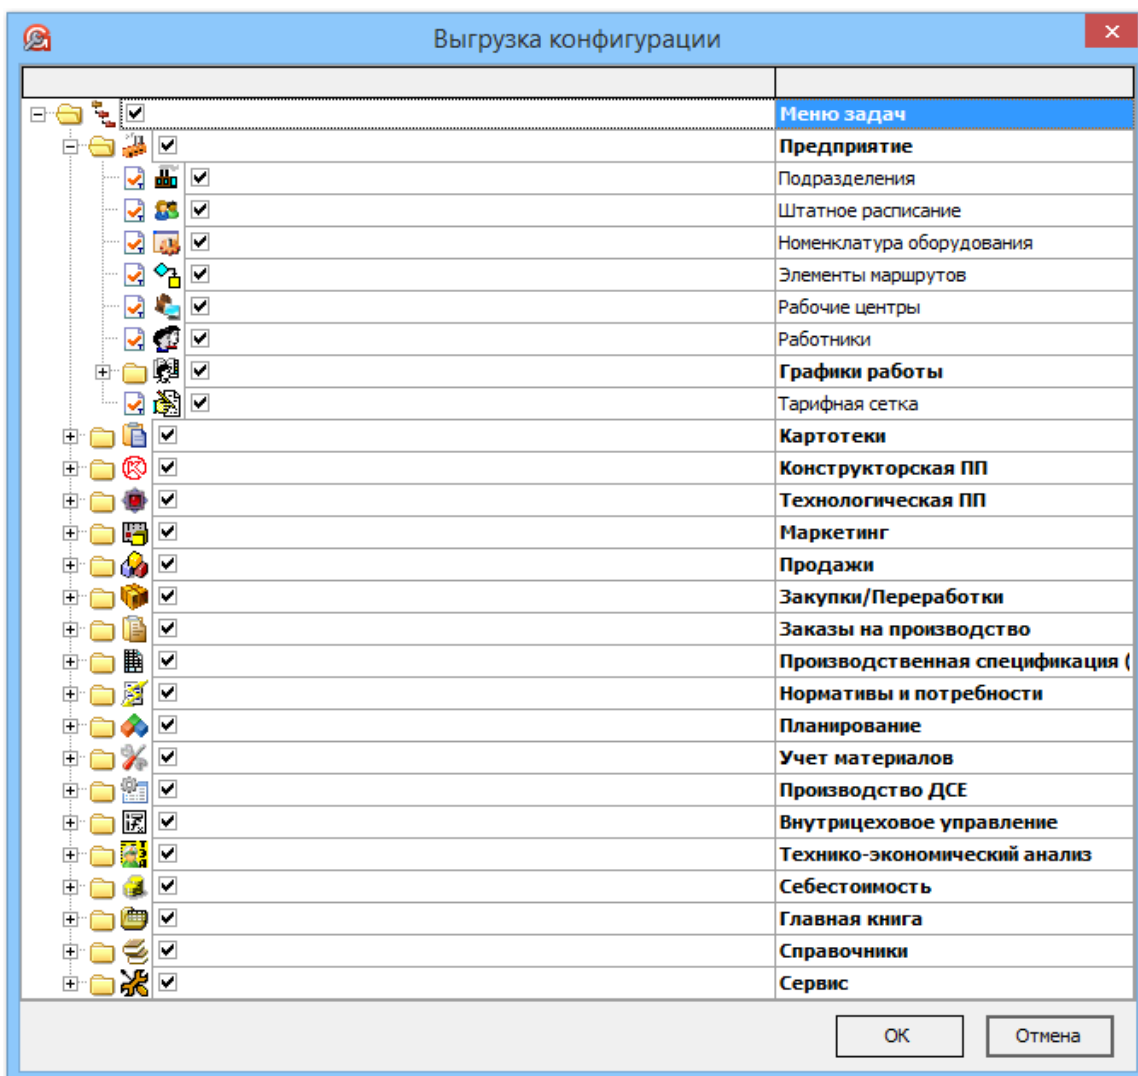 Выгрузка конфигурации
Меню задач
Предприятие
Подразделения
Штатное расписание
Номенклатура оборудования
Элементы маршрутов
Рабочие центры
Работники
Графики работы
Тарифная сетка
Картотеки
Конструкторская ПП
Технологическая ПП
Маркетинг
Продажи
Закупки/Переработки
Заказы на производство
Производственная спецификация (
Нормативы и потребности
Планирование
Учет материалов
Производство ДСЕ
Внутрицеховое управление
Технико-экономический анализ
Себестоимость
Главная книга
Справочники
Сервис
ОК Отмена